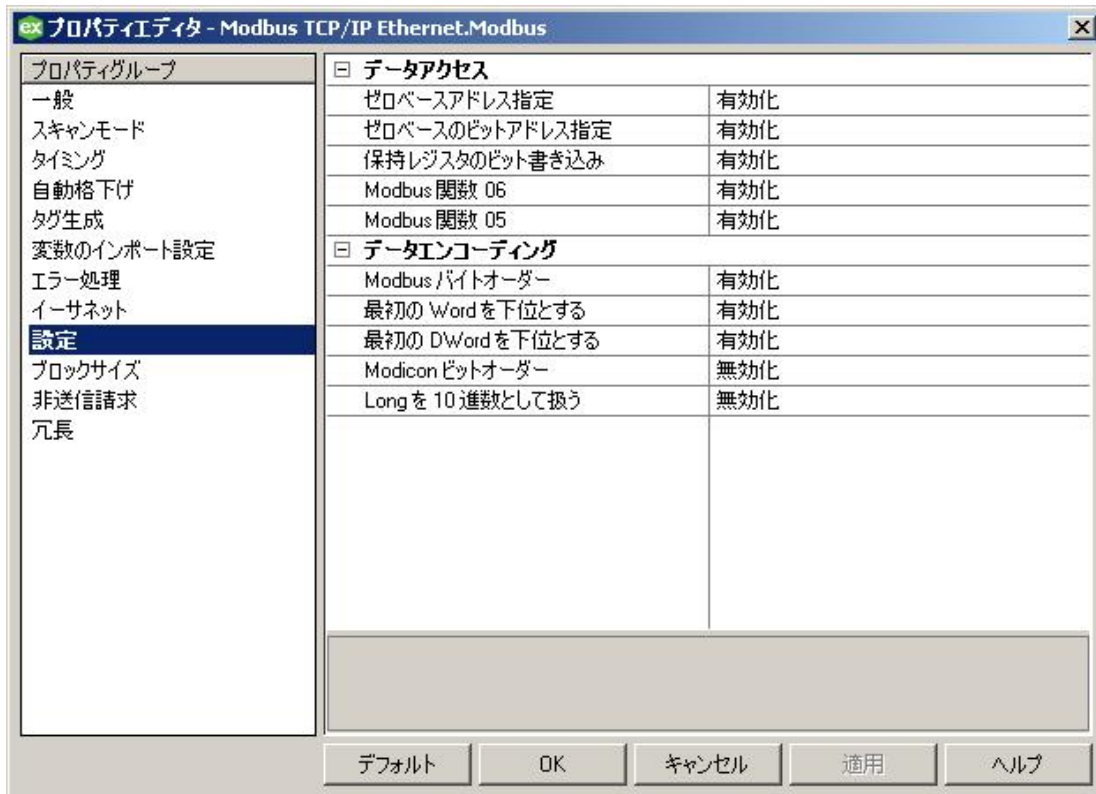 ex プロパティエディタ - Modbus TCP/IP Ethernet.Modbus
プロパティグループ
一般
スキャンモード
タイミング
自動格下げ
タグ生成
変数のインポート設定
エラー処理
イーサネット
設定
ブロックサイズ
非送信請求
冗長
データアクセス
ゼロベースアドレス指定 有効化
ゼロベースのビットアドレス指定 有効化
保持レジスタのビット書き込み 有効化
Modbus 関数 06 有効化
Modbus 関数 05 有効化
データエンコーディング
Modbus バイトオーダー 有効化
最初の Word を下位とする 有効化
最初の DWord を下位とする 有効化
Modicon ビットオーダー 無効化
Long を 10 進数として扱う 無効化
デフォルト OK キャンセル 適用 ヘルプ